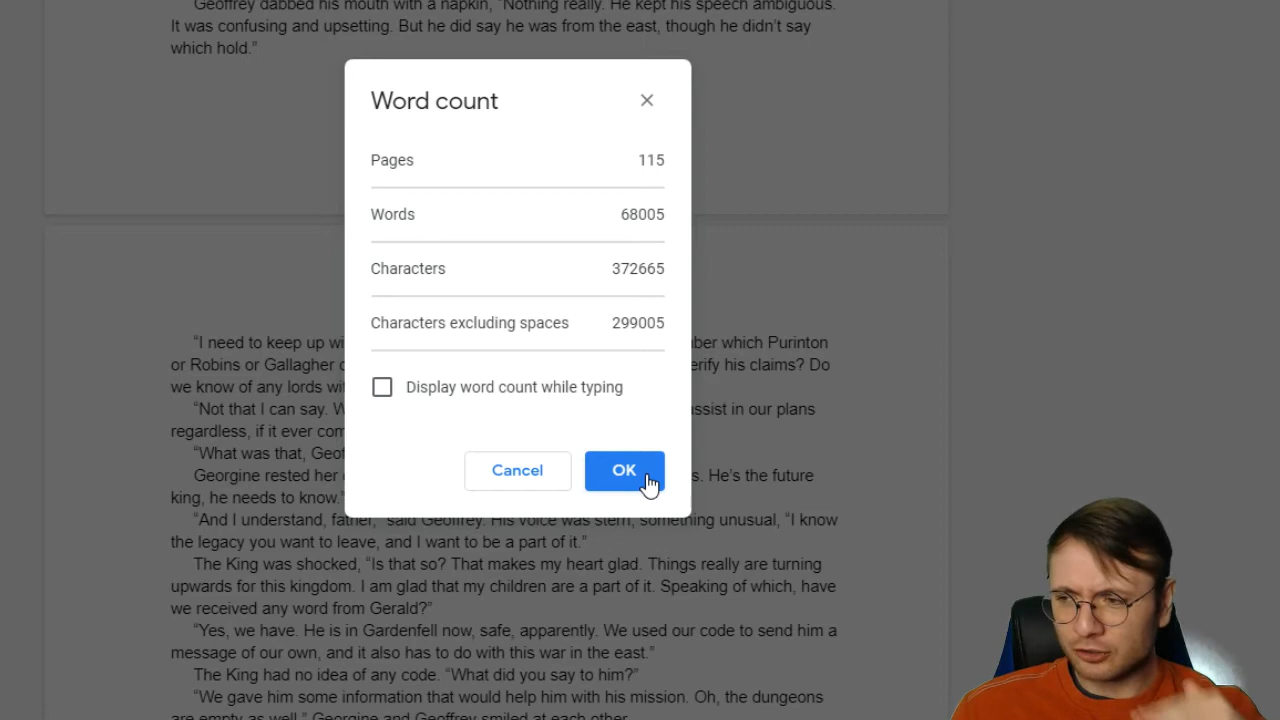 Geoffrey dabbed his mouth with a napkin, “Nothing really. He kept his speech ambiguous.
It was confusing and upsetting. But he did say he was from the east, though he didn’t say
which hold.”
Word count
Pages 115
Words 68005
Characters 372665
Characters excluding spaces 299005
Display word count while typing
Cancel OK
“I need to keep up which Purinton
or Robins or Gallagher his claims? Do
we know of any lords
“Not that I can say. in our plans
regardless, if it ever
“What was that,
Georgine rested her He’s the future
king, he needs to know.”
“And I understand, father,” said Geoffrey. His voice was stern, something unusual, “I know
the legacy you want to leave, and I want to be a part of it.”
The King was shocked, “Is that so? That makes my heart glad. Things really are turning
upwards for this kingdom. I am glad that my children are a part of it. Speaking of which, have
we received any word from Gerald?”
“Yes, we have. He is in Gardenfell now, safe, apparently. We used our code to send him a
message of our own, and it also has to do with this war in the east.”
The King had no idea of any code. “What did you say to him?”
“We gave him some information that would help him with his mission. Oh, the dungeons
are empty as well.” Georgine and Geoffrey smiled at each other.